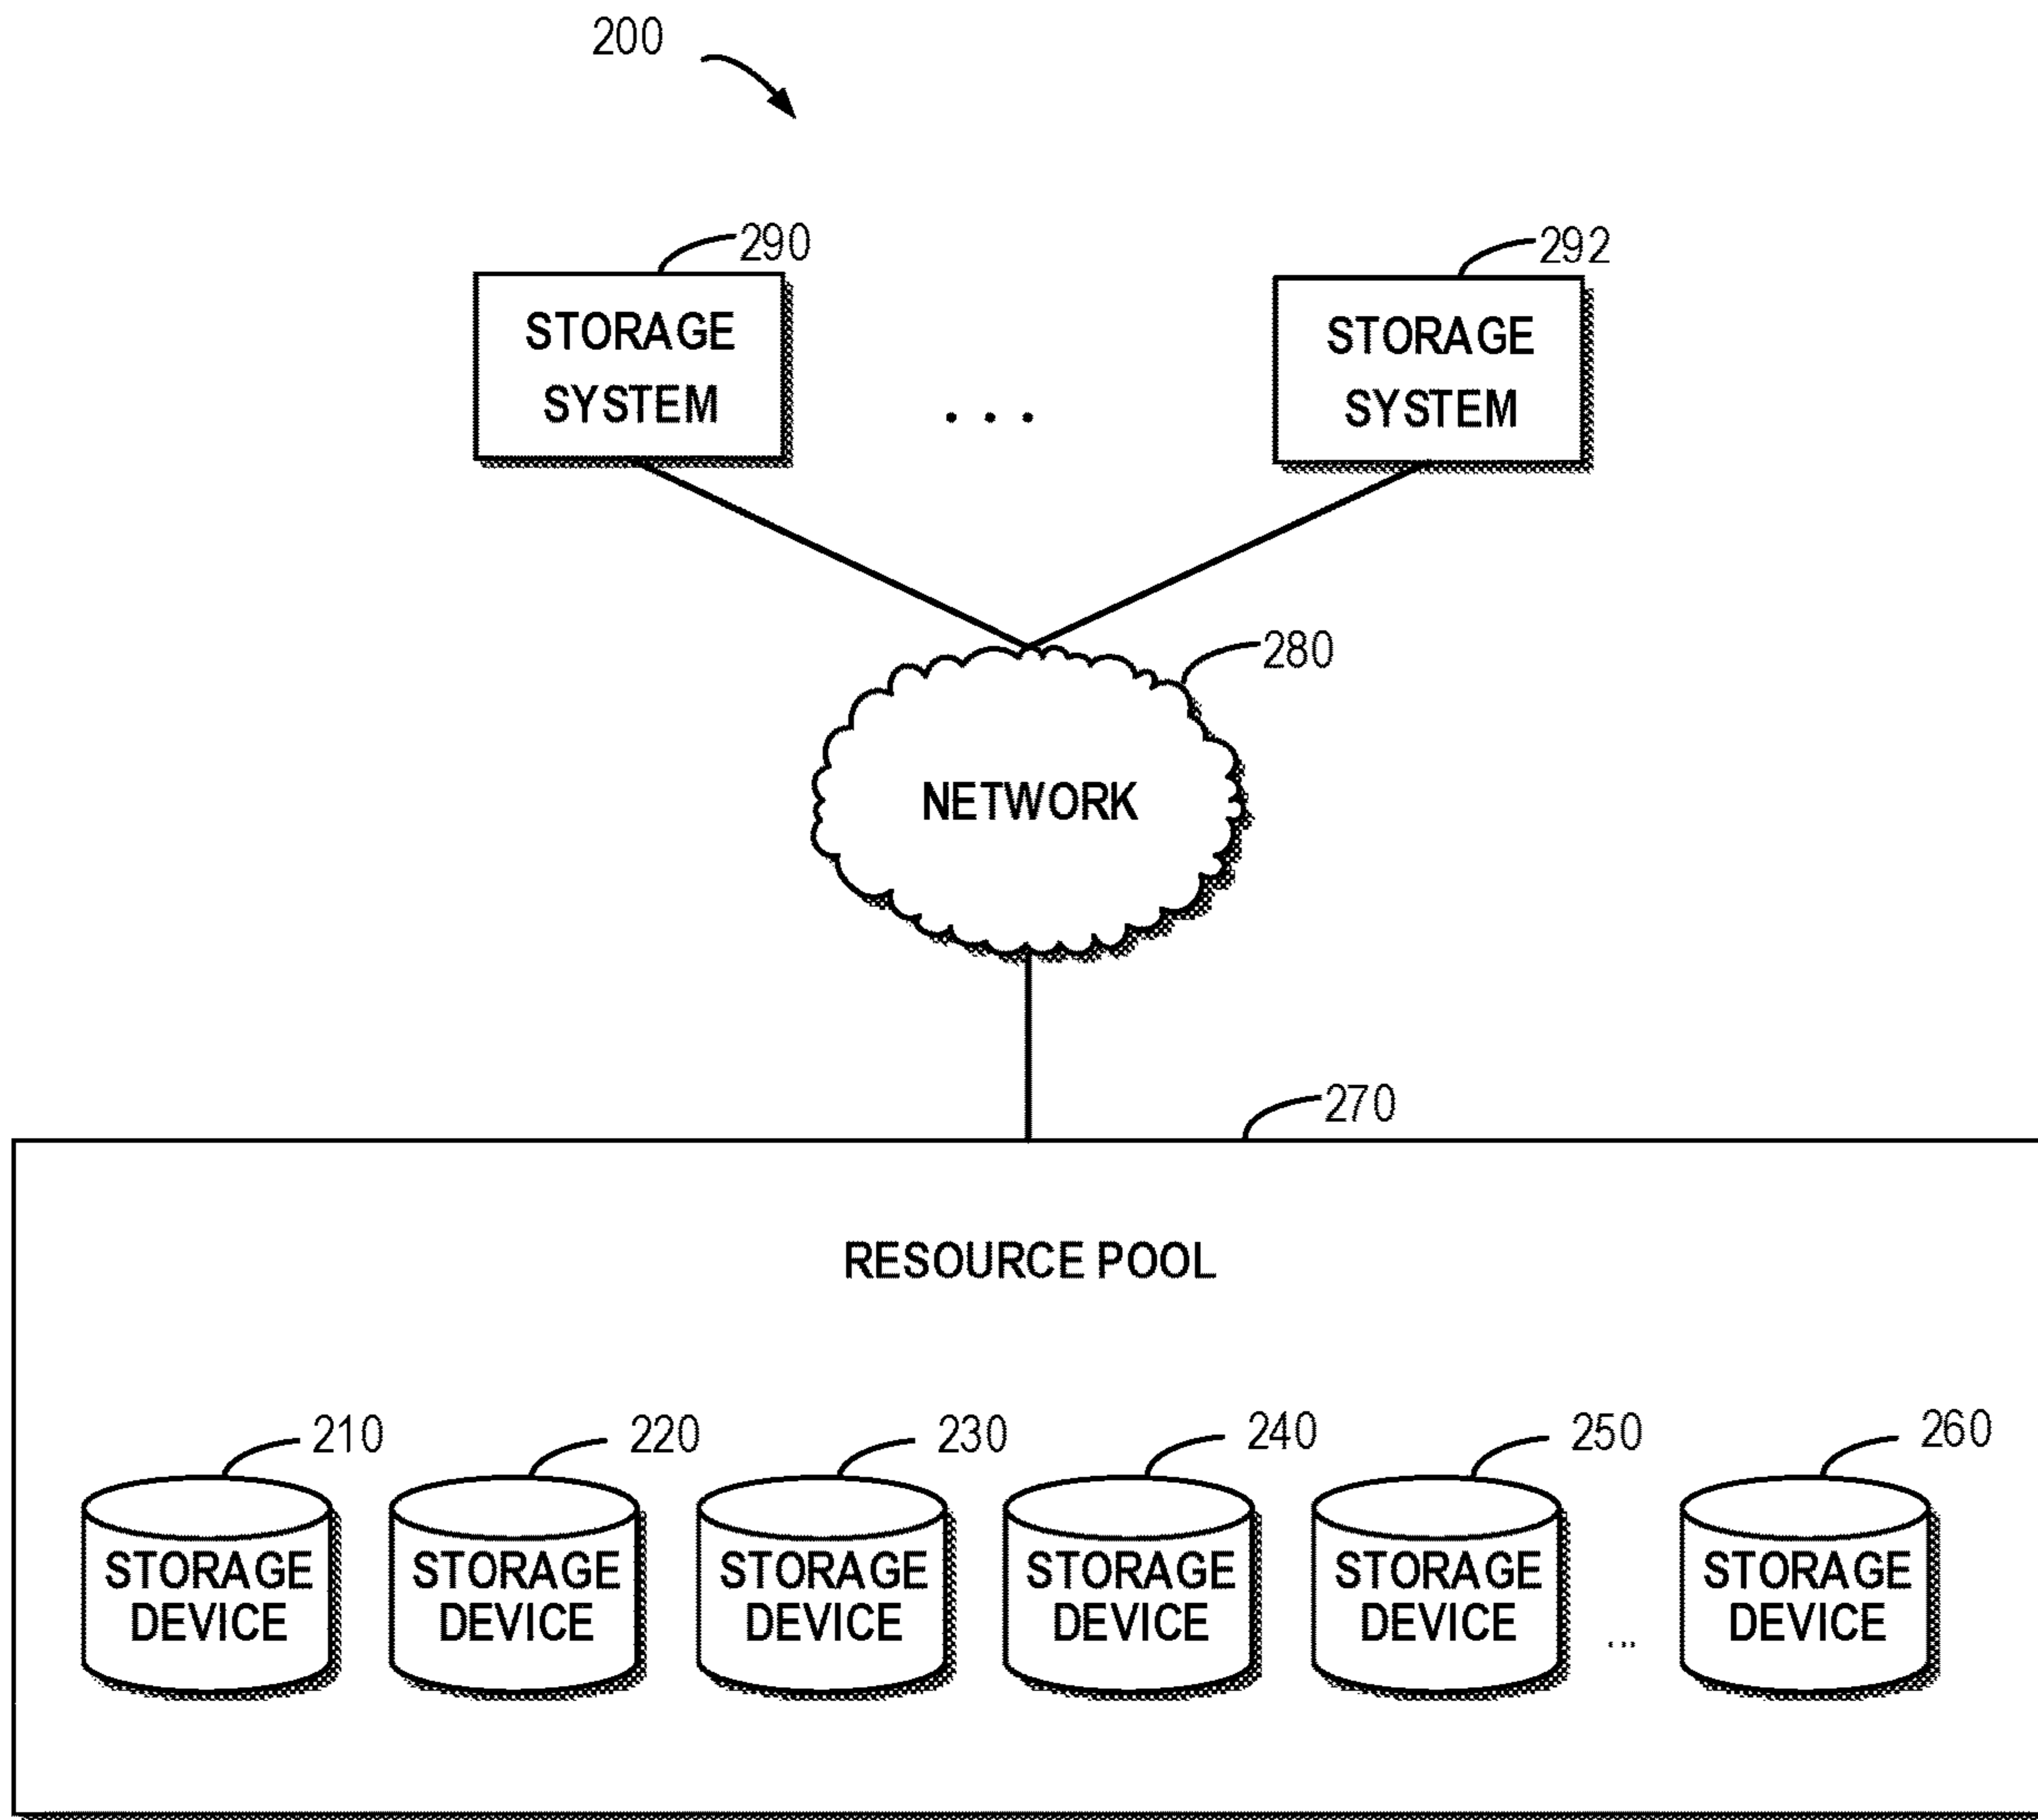 200
290
292
STORAGE
SYSTEM
STORAGE
SYSTEM
...
280
NETWORK
270
RESOURCE POOL
210
220
230
240
250
260
STORAGE
DEVICE
STORAGE
DEVICE
STORAGE
DEVICE
STORAGE
DEVICE
STORAGE
DEVICE
...
STORAGE
DEVICE